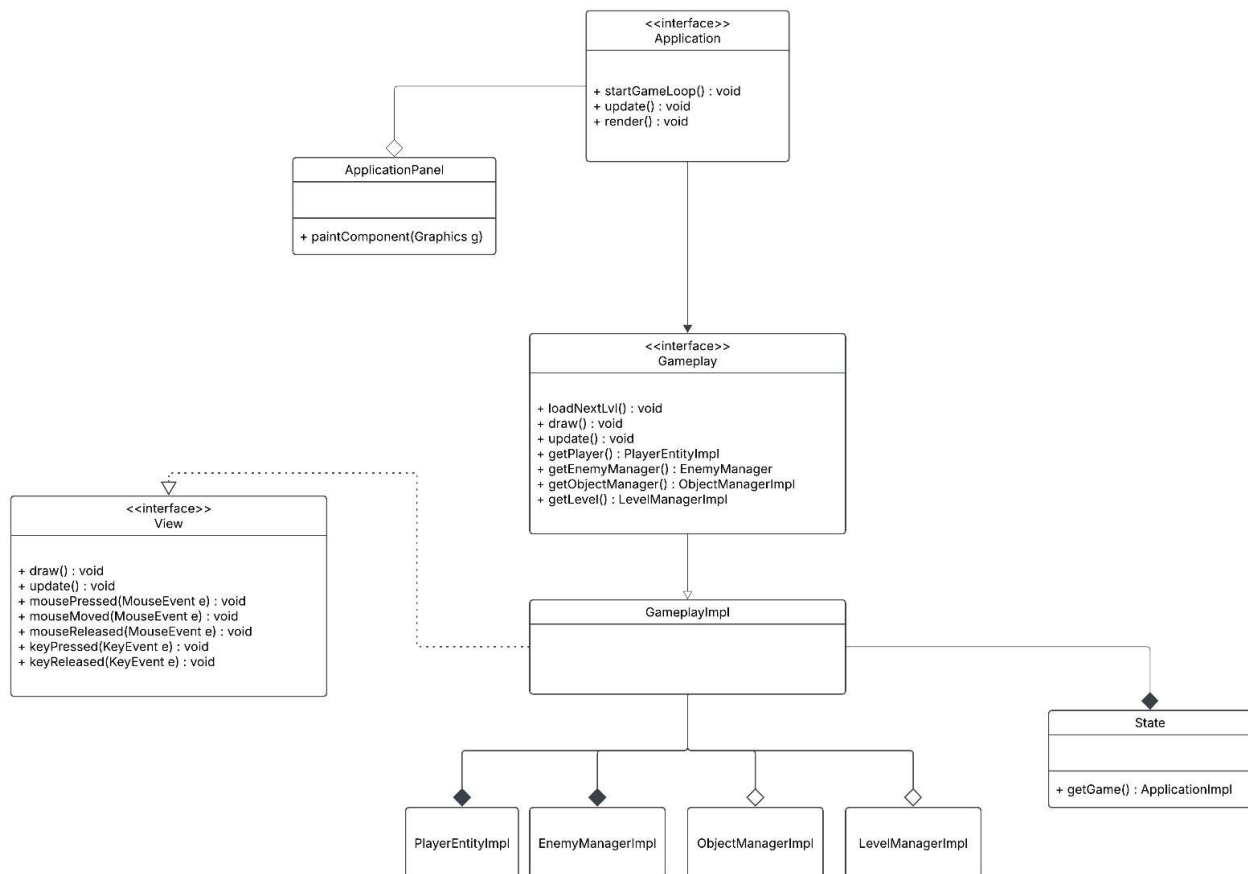 <<interface>>
Application
+ startGameLoop() : void
+ update() : void
+ render() : void
ApplicationPanel
+ paintComponent(Graphics g)
<<interface>>
Gameplay
+ loadNextLvl() : void
+ draw() : void
+ update() : void
+ getPlayer() : PlayerEntityImpl
+ getEnemyManager() : EnemyManager
+ getObjectManager() : ObjectManagerImpl
+ getLevel() : LevelManagerImpl
<<interface>>
View
+ draw() : void
+ update() : void
+ mousePressed(MouseEvent e) : void
+ mouseMoved(MouseEvent e) : void
+ mouseReleased(MouseEvent e) : void
+ keyPressed(KeyEvent e) : void
+ keyReleased(KeyEvent e) : void
GameplayImpl
State
+ getGame() : ApplicationImpl
PlayerEntityImpl
EnemyManagerImpl
ObjectManagerImpl
LevelManagerImpl